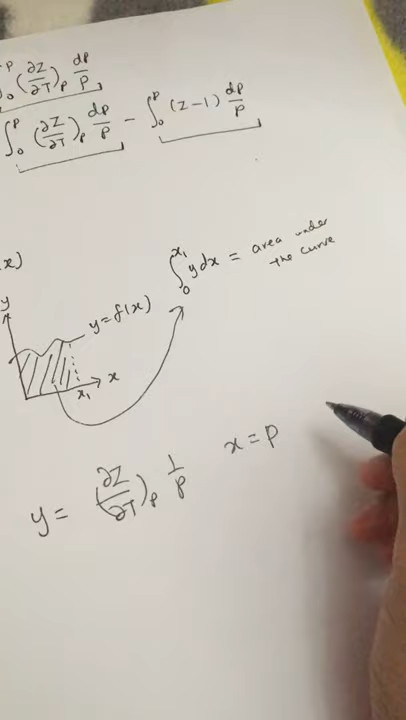 ∫₀ᴾ (∂Z/∂T)ₚ dP/P
∫₀ᴾ (∂Z/∂T)ₚ dP/P − ∫₀ᴾ (Z−1) dP/P
x)
∫₀^x₁ y dx = area under
the curve
y
y=f(x)
x₁ x
y = (∂Z/∂T)ₚ 1/P x = P